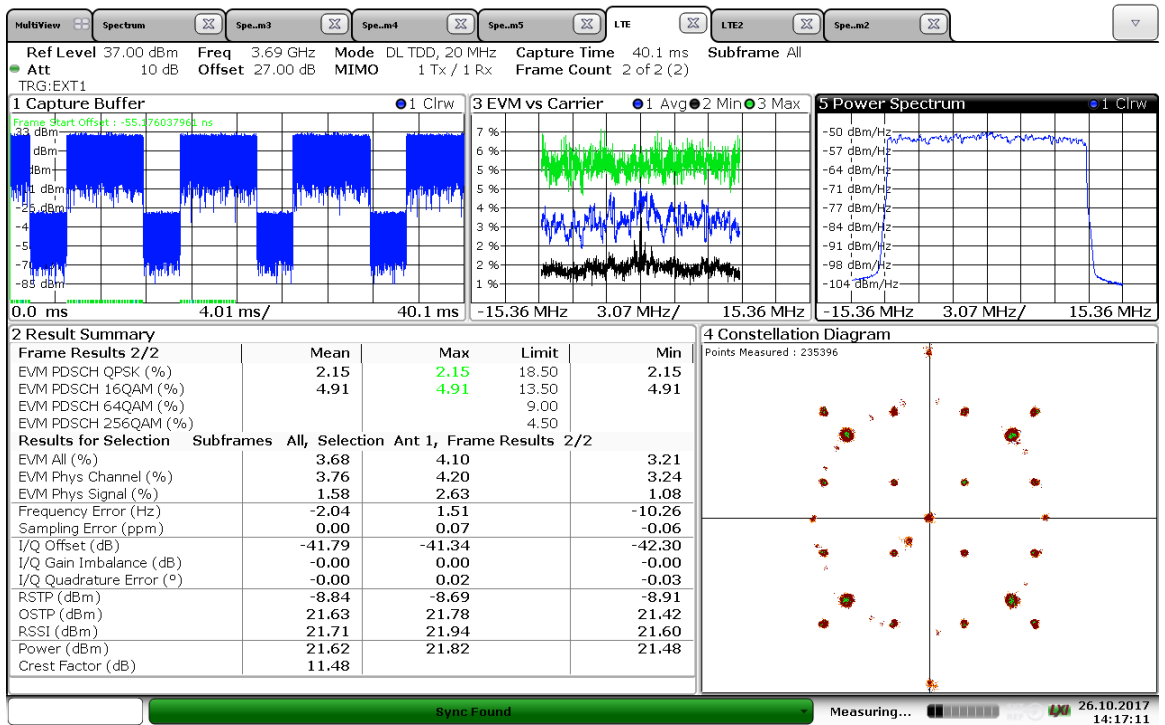 MultiView Spectrum Spe..m3 Spe..m4 Spe..m5 LTE LTE2 Spe..m2
Ref Level 37.00 dBm Freq 3.69 GHz Mode DL TDD, 20 MHz Capture Time 40.1 ms Subframe All
Att 10 dB Offset 27.00 dB MIMO 1 Tx / 1 Rx Frame Count 2 of 2 (2)
TRG:EXT1
1 Capture Buffer 1 Clrw
Frame Start Offset : -55.176037961 ns
33 dBm
dBm
dBm
dBm
-25 dBm
-85 dBm
0.0 ms 4.01 ms/ 40.1 ms
3 EVM vs Carrier 1 Avg 2 Min 3 Max
7 %
6 %
5 %
5 %
4 %
3 %
2 %
2 %
1 %
-15.36 MHz 3.07 MHz/ 15.36 MHz
5 Power Spectrum 1 Clrw
-50 dBm/Hz
-57 dBm/Hz
-64 dBm/Hz
-71 dBm/Hz
-77 dBm/Hz
-84 dBm/Hz
-91 dBm/Hz
-98 dBm/Hz
-104 dBm/Hz
-15.36 MHz 3.07 MHz/ 15.36 MHz
2 Result Summary
Frame Results 2/2 Mean Max Limit Min
EVM PDSCH QPSK (%) 2.15 2.15 18.50 2.15
EVM PDSCH 16QAM (%) 4.91 4.91 13.50 4.91
EVM PDSCH 64QAM (%) 9.00
EVM PDSCH 256QAM (%) 4.50
Results for Selection Subframes All, Selection Ant 1, Frame Results 2/2
EVM All (%) 3.68 4.10 3.21
EVM Phys Channel (%) 3.76 4.20 3.24
EVM Phys Signal (%) 1.58 2.63 1.08
Frequency Error (Hz) -2.04 1.51 -10.26
Sampling Error (ppm) 0.00 0.07 -0.06
I/Q Offset (dB) -41.79 -41.34 -42.30
I/Q Gain Imbalance (dB) -0.00 0.00 -0.00
I/Q Quadrature Error (°) -0.00 0.02 -0.03
RSTP (dBm) -8.84 -8.69 -8.91
OSTP (dBm) 21.63 21.78 21.42
RSSI (dBm) 21.71 21.94 21.60
Power (dBm) 21.62 21.82 21.48
Crest Factor (dB) 11.48
4 Constellation Diagram
Points Measured : 235396
Sync Found
Measuring...
REF
LXI
26.10.2017
14:17:11